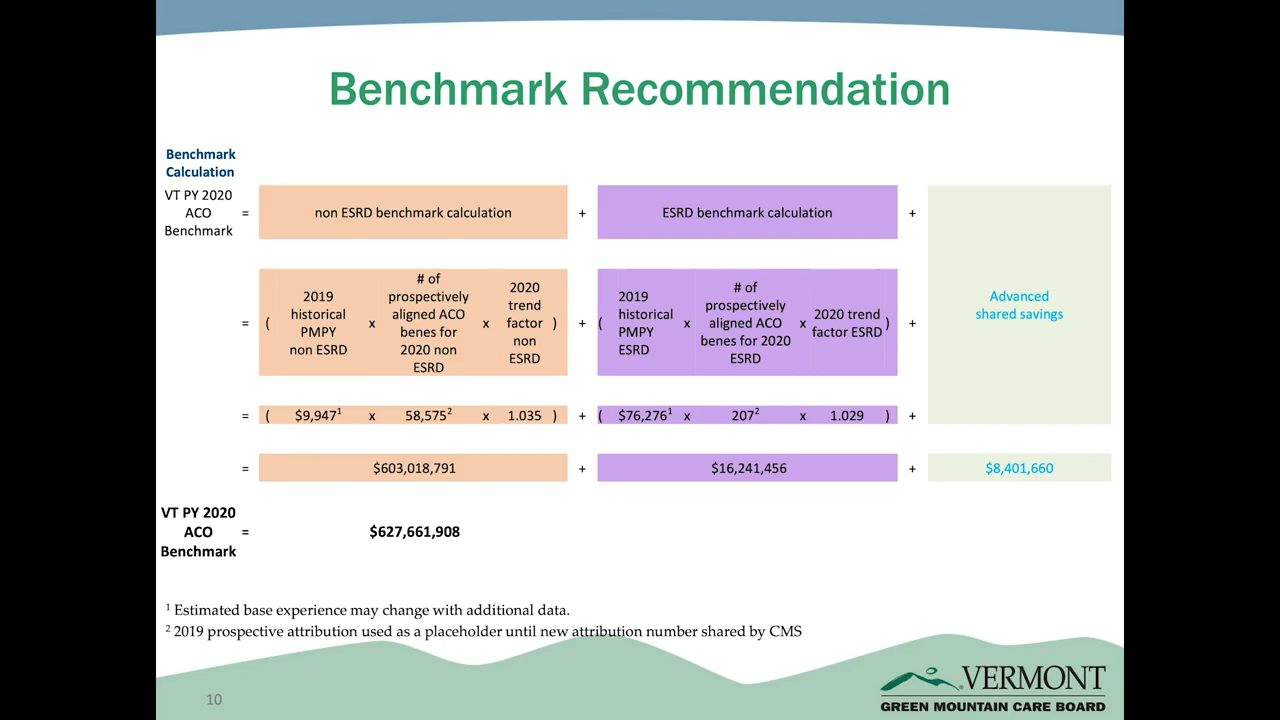 Benchmark Recommendation
Benchmark
Calculation
VT PY 2020
ACO
Benchmark
=
non ESRD benchmark calculation
+
ESRD benchmark calculation
+
Advanced
shared savings
=
(
2019
historical
PMPY
non ESRD
x
# of
prospectively
aligned ACO
benes for
2020 non
ESRD
x
2020
trend
factor
non
ESRD
)
+
(
2019
historical
PMPY
ESRD
x
# of
prospectively
aligned ACO
benes for 2020
ESRD
x
2020 trend
factor ESRD
)
+
= ( $9,947¹ x 58,575² x 1.035 ) + ( $76,276¹ x 207² x 1.029 ) +
= $603,018,791 + $16,241,456 + $8,401,660
VT PY 2020
ACO
Benchmark
=
$627,661,908
¹ Estimated base experience may change with additional data.
² 2019 prospective attribution used as a placeholder until new attribution number shared by CMS
10
VERMONT
GREEN MOUNTAIN CARE BOARD